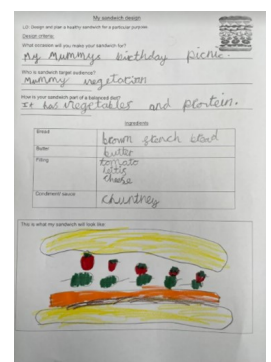 My sandwich design
LO: Design and plan a healthy sandwich for a particular purpose
Design criteria:
What occasion will you make your sandwich for?
My Mummys birthday picnic.
Who is sandwich target audience?
Mummy vegetarian
How is your sandwich part of a balanced diet?
It has vegetables and protein.
Ingredients
Bread
brown french bread
Butter
butter
Filling
tomato
cheese
Condiment/ sauce
chuntney
This is what my sandwich will look like: